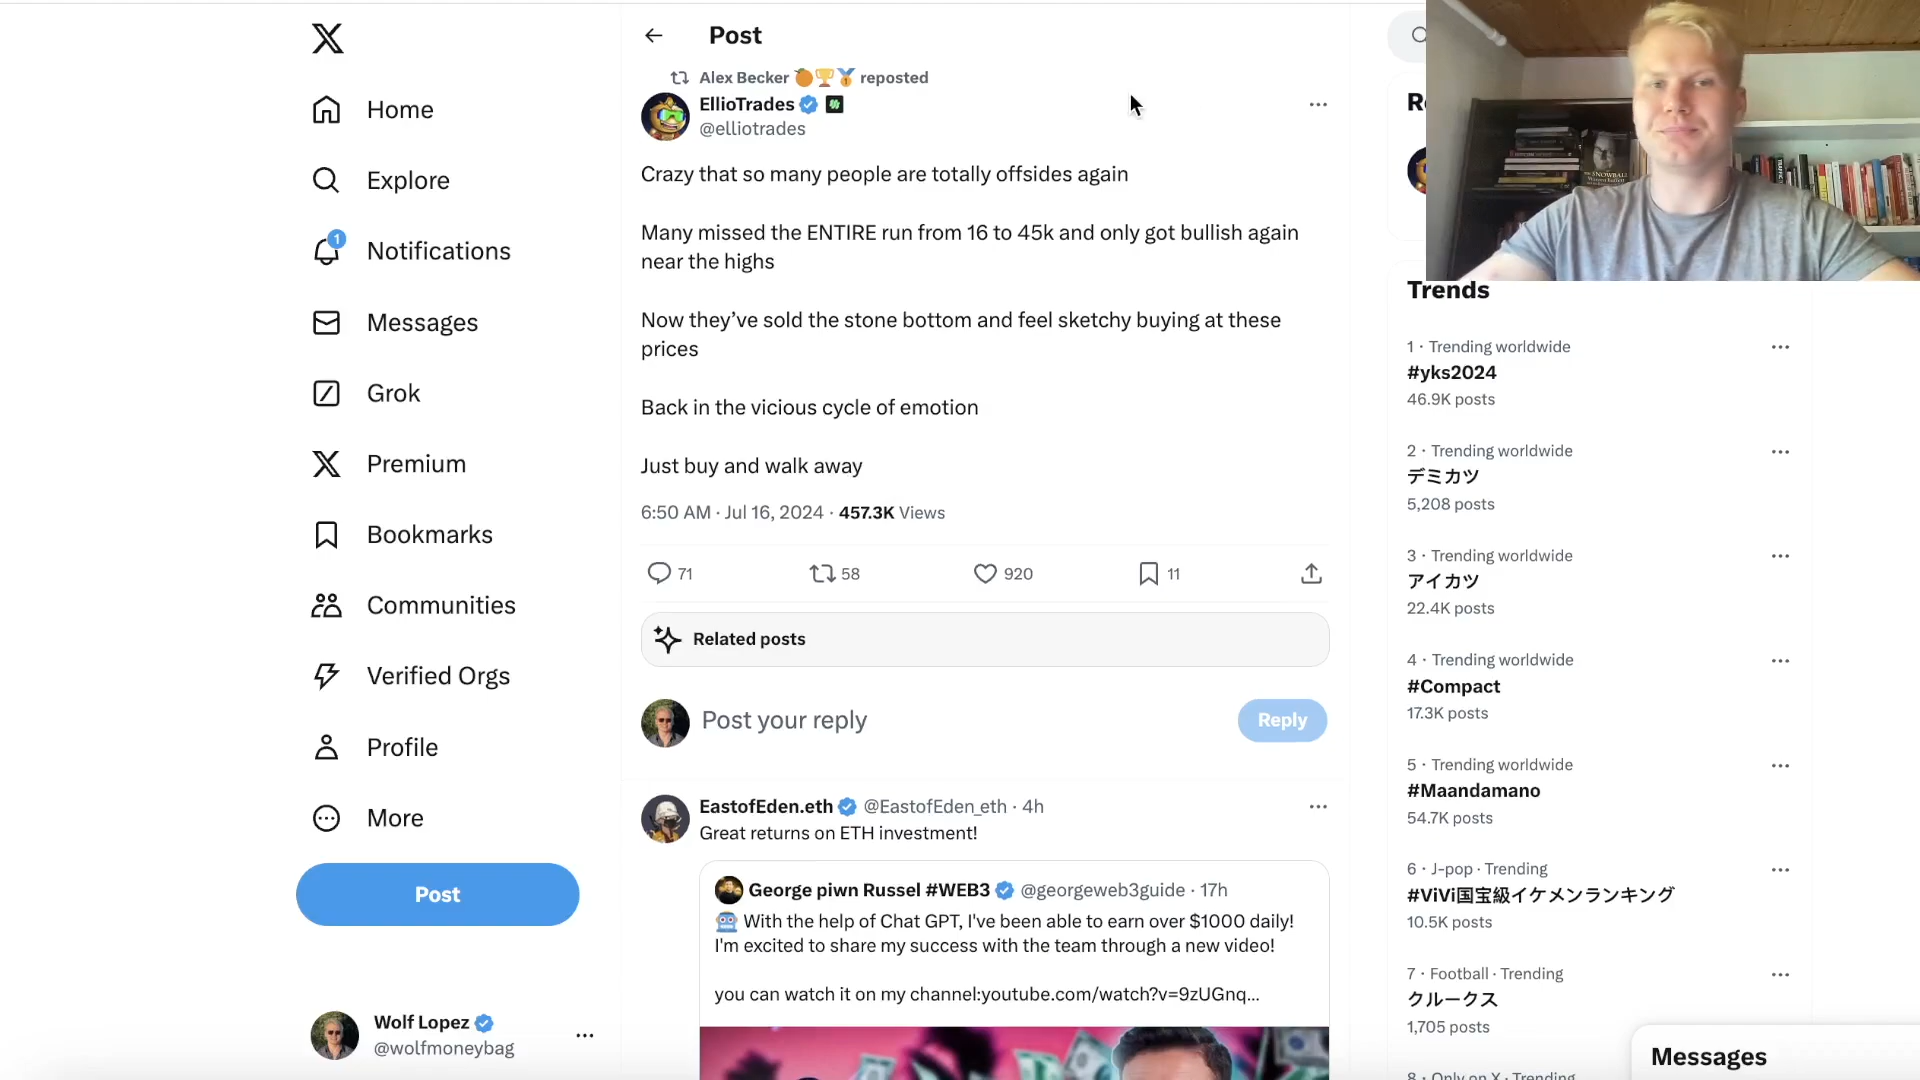 Home
Explore
1
Notifications
Messages
Grok
Premium
Bookmarks
Communities
Verified Orgs
Profile
More
Post
Wolf Lopez
@wolfmoneybag
Post
Alex Becker 🍊🏆🥇 reposted
EllioTrades
@elliotrades
Crazy that so many people are totally offsides again
Many missed the ENTIRE run from 16 to 45k and only got bullish again
near the highs
Now they’ve sold the stone bottom and feel sketchy buying at these
prices
Back in the vicious cycle of emotion
Just buy and walk away
6:50 AM · Jul 16, 2024 · 457.3K Views
71 58 920 11
Related posts
Post your reply
Reply
EastofEden.eth @EastofEden_eth · 4h
Great returns on ETH investment!
George piwn Russel #WEB3 @georgeweb3guide · 17h
🤖 With the help of Chat GPT, I've been able to earn over $1000 daily!
I'm excited to share my success with the team through a new video!
you can watch it on my channel:youtube.com/watch?v=9zUGnq...
SNOWBALL
Trends
1 · Trending worldwide
#yks2024
46.9K posts
2 · Trending worldwide
デミカツ
5,208 posts
3 · Trending worldwide
アイカツ
22.4K posts
4 · Trending worldwide
#Compact
17.3K posts
5 · Trending worldwide
#Maandamano
54.7K posts
6 · J-pop · Trending
#ViVi国宝級イケメンランキング
10.5K posts
7 · Football · Trending
クルークス
1,705 posts
8 · Only on X · Trending
Messages